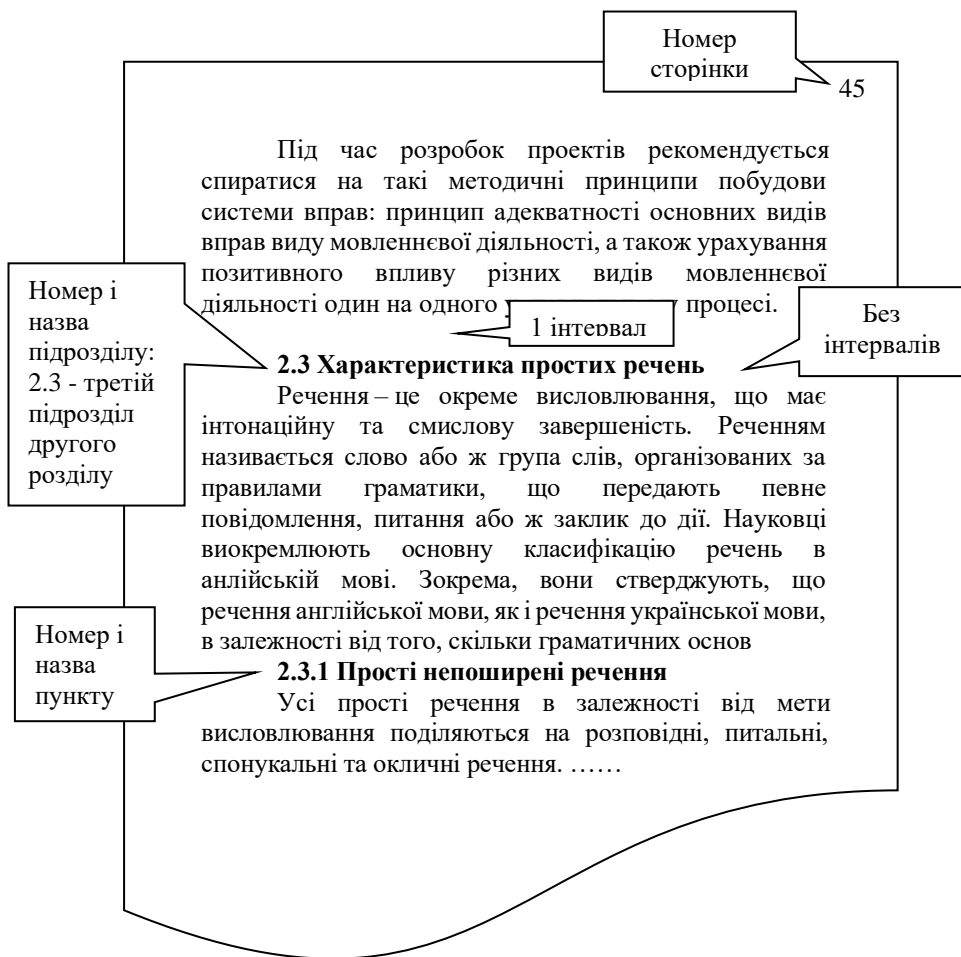 Номер
сторінки
45
Під час розробок проектів рекомендується
спиратися на такі методичні принципи побудови
системи вправ: принцип адекватності основних видів
вправ виду мовленнєвої діяльності, а також урахування
позитивного впливу різних видів мовленнєвої
діяльності один на одного у процесі.
1 інтервал
Без
інтервалів
Номер і
назва
підрозділу:
2.3 - третій
підрозділ
другого
розділу
2.3 Характеристика простих речень
Речення – це окреме висловлювання, що має
інтонаційну та смислову завершеність. Реченням
називається слово або ж група слів, організованих за
правилами граматики, що передають певне
повідомлення, питання або ж заклик до дії. Науковці
виокремлюють основну класифікацію речень в
анлійській мові. Зокрема, вони стверджують, що
речення англійської мови, як і речення української мови,
в залежності від того, скільки граматичних основ
Номер і
назва
пункту
2.3.1 Прості непоширені речення
Усі прості речення в залежності від мети
висловлювання поділяються на розповідні, питальні,
спонукальні та окличні речення. ……